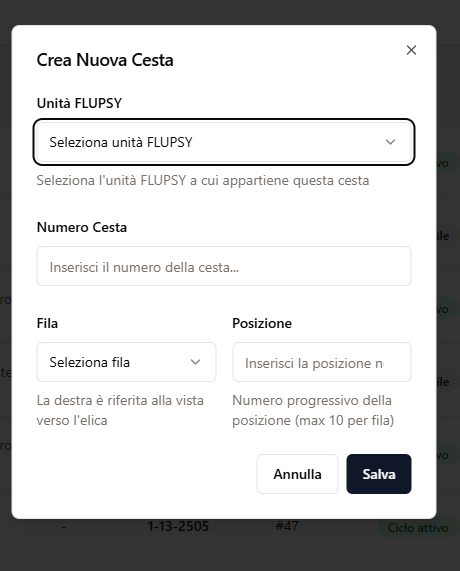 Crea Nuova Cesta
Unità FLUPSY
Seleziona unità FLUPSY
Seleziona l'unità FLUPSY a cui appartiene questa cesta
Numero Cesta
Inserisci il numero della cesta...
Fila
Posizione
Seleziona fila
Inserisci la posizione n
La destra è riferita alla vista
verso l'elica
Numero progressivo della
posizione (max 10 per fila)
Annulla
Salva
- 1-13-2505 #47 Ciclo attivo